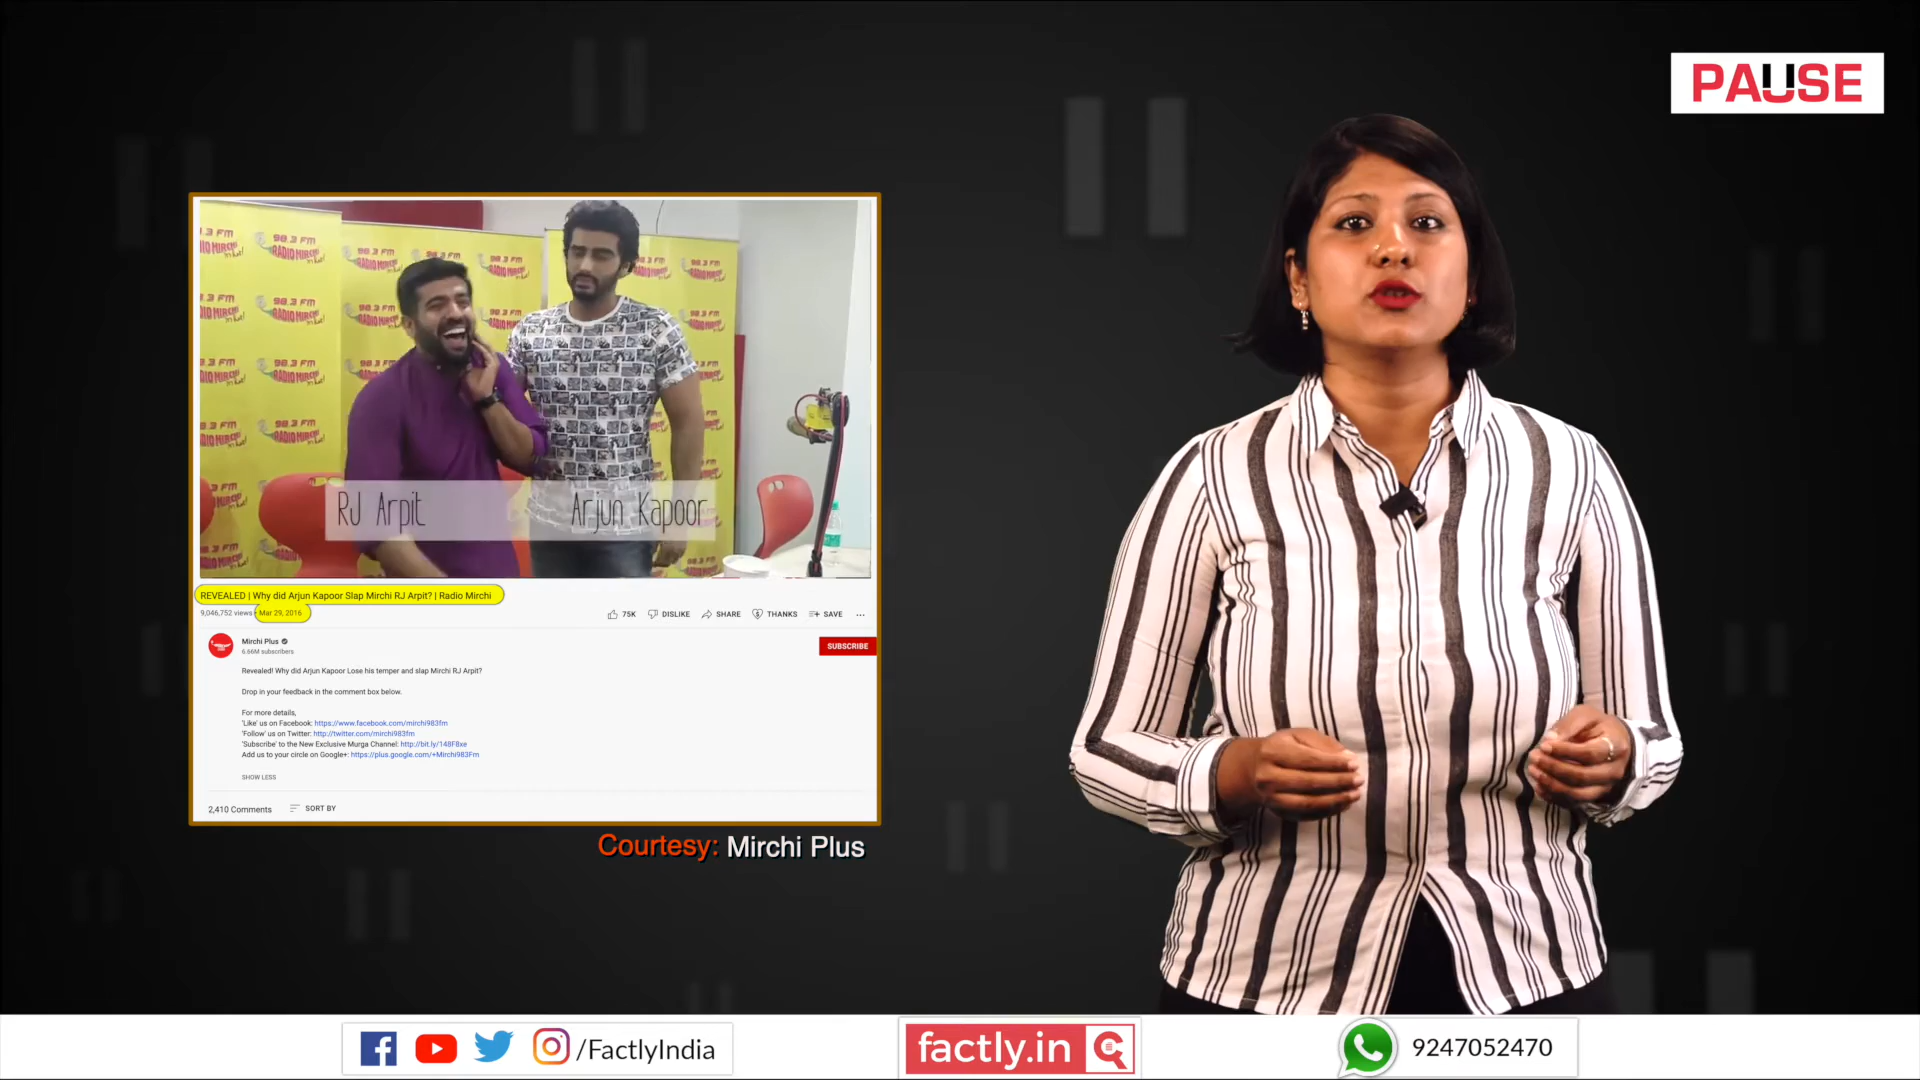 PAUSE
98.3 FM
RADIO MIRCHI
RJ Arpit
Arjun Kapoor
REVEALED | Why did Arjun Kapoor Slap Mirchi RJ Arpit? | Radio Mirchi
9,046,752 views • Mar 29, 2016
75K
DISLIKE
SHARE
THANKS
SAVE
...
Mirchi Plus
6.66M subscribers
SUBSCRIBE
Revealed! Why did Arjun Kapoor Lose his temper and slap Mirchi RJ Arpit?
Drop in your feedback in the comment box below.
For more details,
'Like' us on Facebook: https://www.facebook.com/mirchi983fm
'Follow' us on Twitter: http://twitter.com/mirchi983fm
'Subscribe' to the New Exclusive Murga Channel: http://bit.ly/148F8xe
Add us to your circle on Google+: https://plus.google.com/+Mirchi983Fm
SHOW LESS
2,410 Comments
SORT BY
Courtesy: Mirchi Plus
/FactlyIndia
factly.in
9247052470